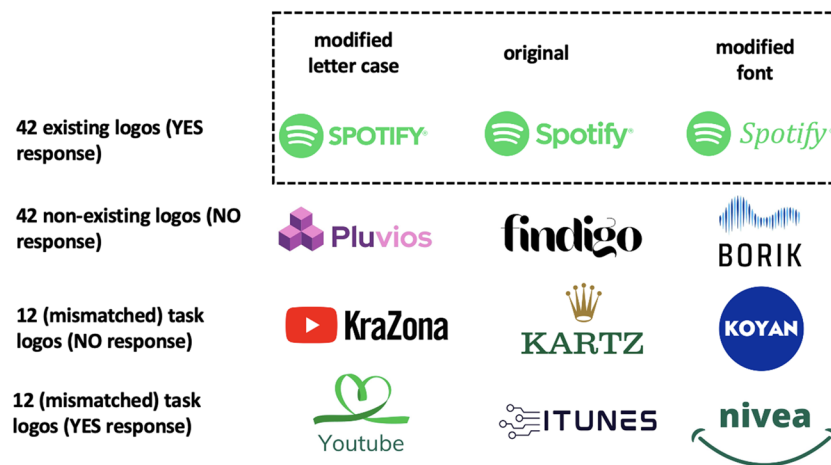 modified
letter case
original
modified
font
42 existing logos (YES
response)
SPOTIFY®
Spotify®
Spotify
42 non-existing logos (NO
response)
Pluvios
findigo
BORIK
12 (mismatched) task
logos (NO response)
KraZona
KARTZ
KOYAN
12 (mismatched) task
logos (YES response)
Youtube
ITUNES
nivea